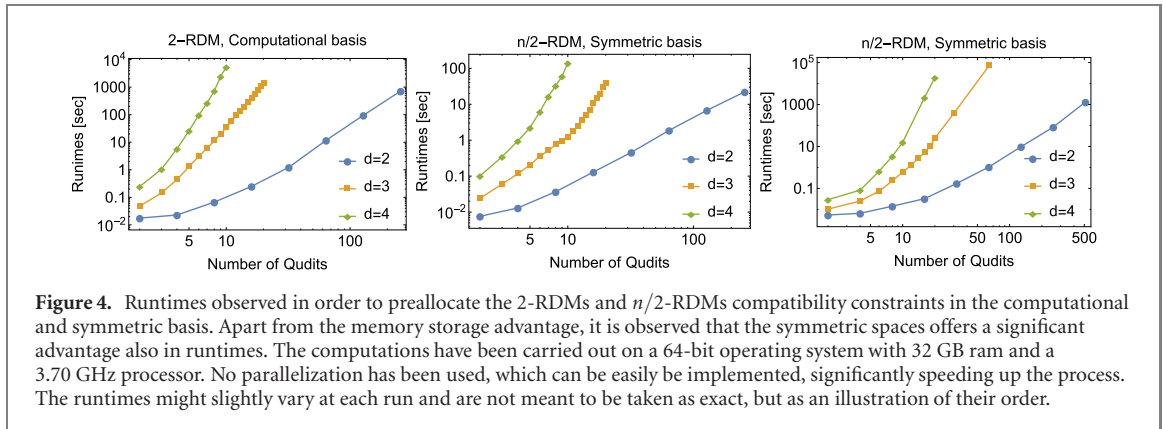 2−RDM, Computational basis
n/2−RDM, Symmetric basis
n/2−RDM, Symmetric basis
Runimes [sec]
10⁴
1000
100
10
1
0.1
10⁻²
5 10 100
Number of Qudits
d=2
d=3
d=4
Runtimes [sec]
100
10
1
0.1
10⁻²
5 10 100
Number of Qudits
d=2
d=3
d=4
Runtimes [sec]
10⁵
1000
10
0.1
5 10 50 100 500
Number of Qudits
d=2
d=3
d=4
Figure 4. Runtimes observed in order to preallocate the 2-RDMs and n/2-RDMs compatibility constraints in the computational
and symmetric basis. Apart from the memory storage advantage, it is observed that the symmetric spaces offers a significant
advantage also in runtimes. The computations have been carried out on a 64-bit operating system with 32 GB ram and a
3.70 GHz processor. No parallelization has been used, which can be easily be implemented, significantly speeding up the process.
The runtimes might slightly vary at each run and are not meant to be taken as exact, but as an illustration of their order.